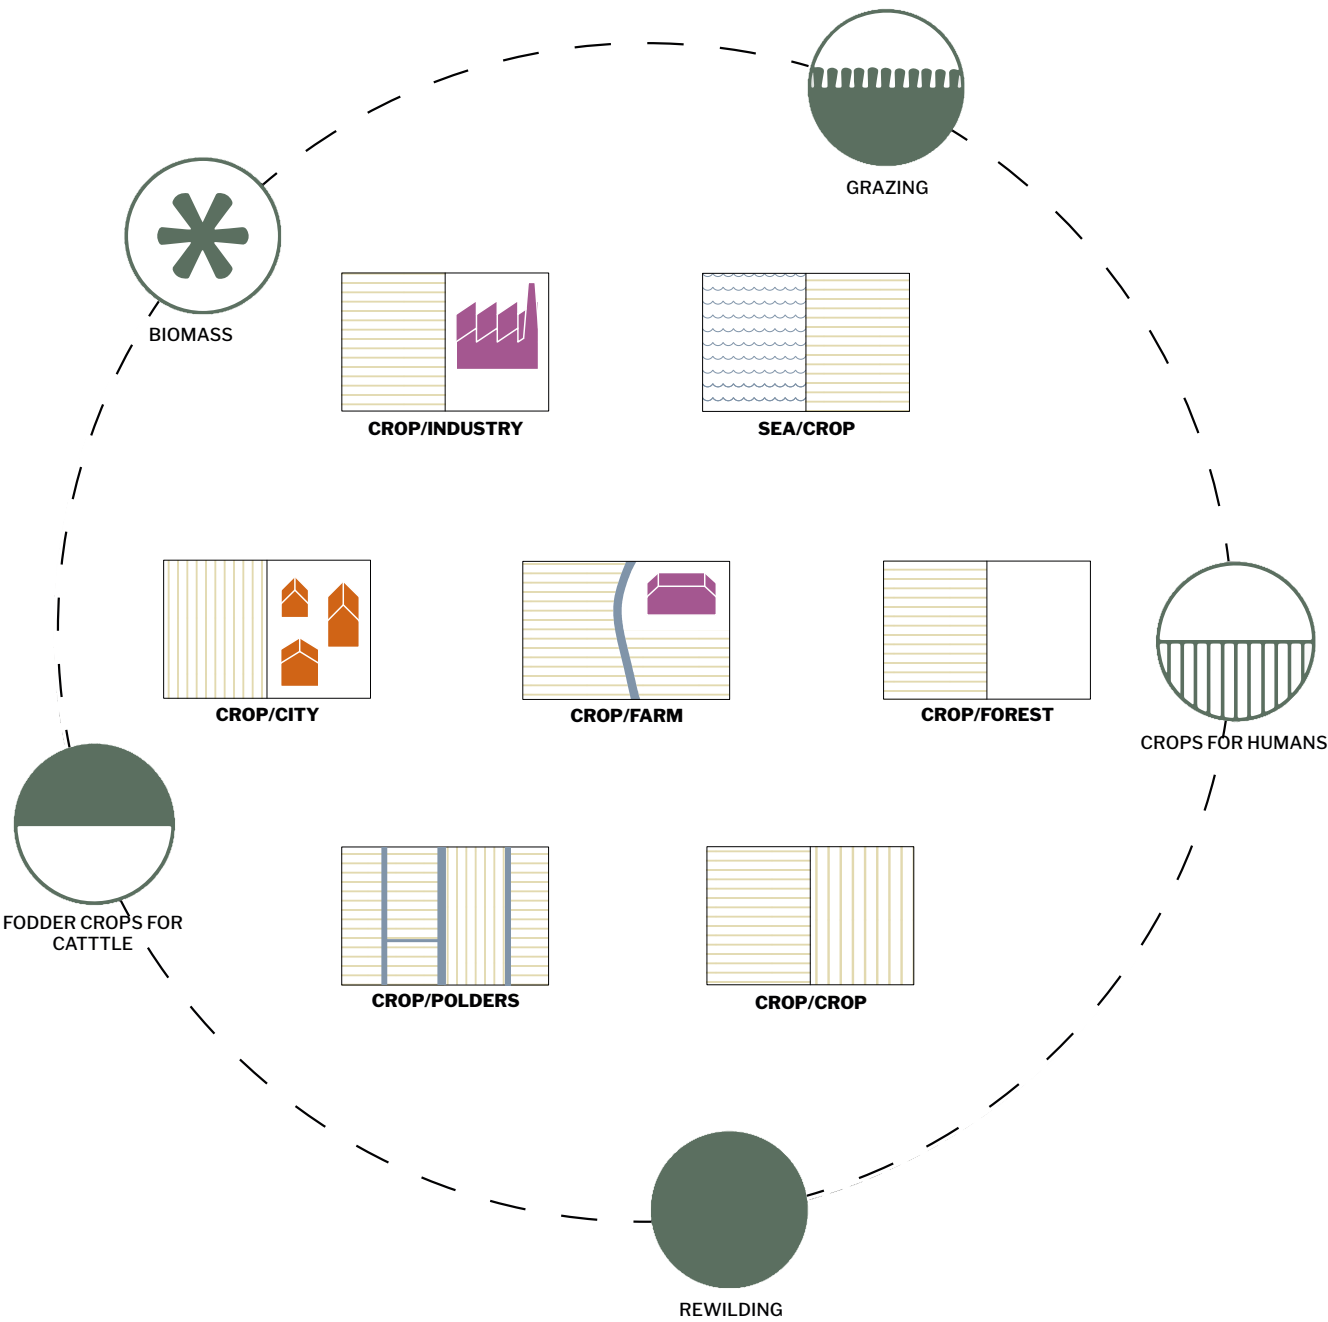 GRAZING
BIOMASS
CROP/INDUSTRY
SEA/CROP
CROP/CITY
CROP/FARM
CROP/FOREST
CROPS FOR HUMANS
FODDER CROPS FOR
CATTTLE
CROP/POLDERS
CROP/CROP
REWILDING